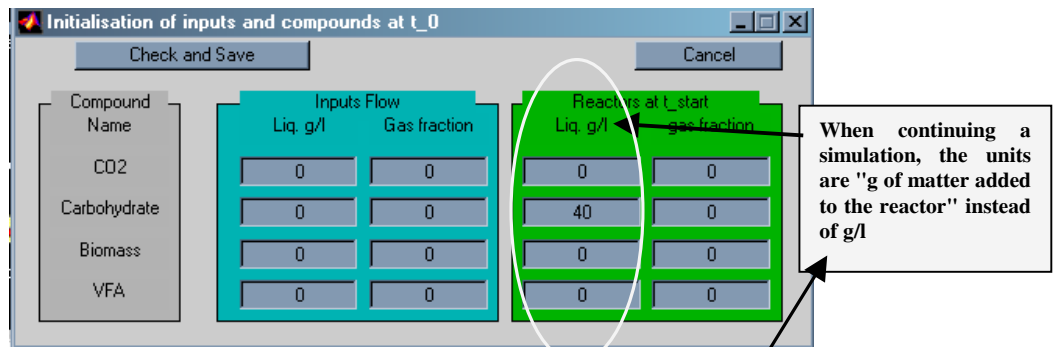 Initialisation of inputs and compounds at t_0
Check and Save
Cancel
Compound
Name
CO2
Carbohydrate
Biomass
VFA
Inputs Flow
Liq. g/l Gas fraction
0 0
0 0
0 0
0 0
Reactors at t_start
Liq. g/l gas fraction
0 0
40 0
0 0
0 0
When continuing a
simulation, the units
are "g of matter added
to the reactor" instead
of g/l